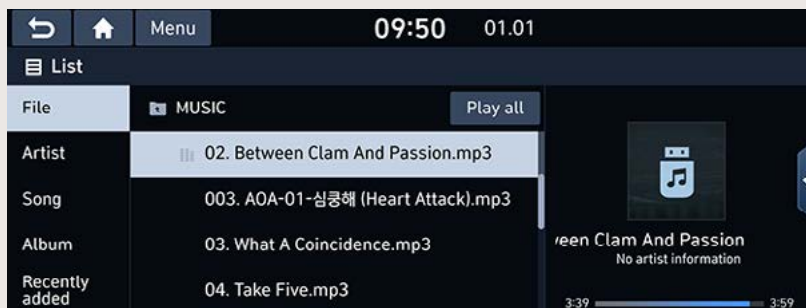 Menu
09:50
01.01
List
File
MUSIC
Play all
Artist
02. Between Clam And Passion.mp3
Song
003. AOA-01-심쿵해 (Heart Attack).mp3
Album
03. What A Coincidence.mp3
Recently
added
04. Take Five.mp3
veen Clam And Passion
No artist information
3:39
3:59